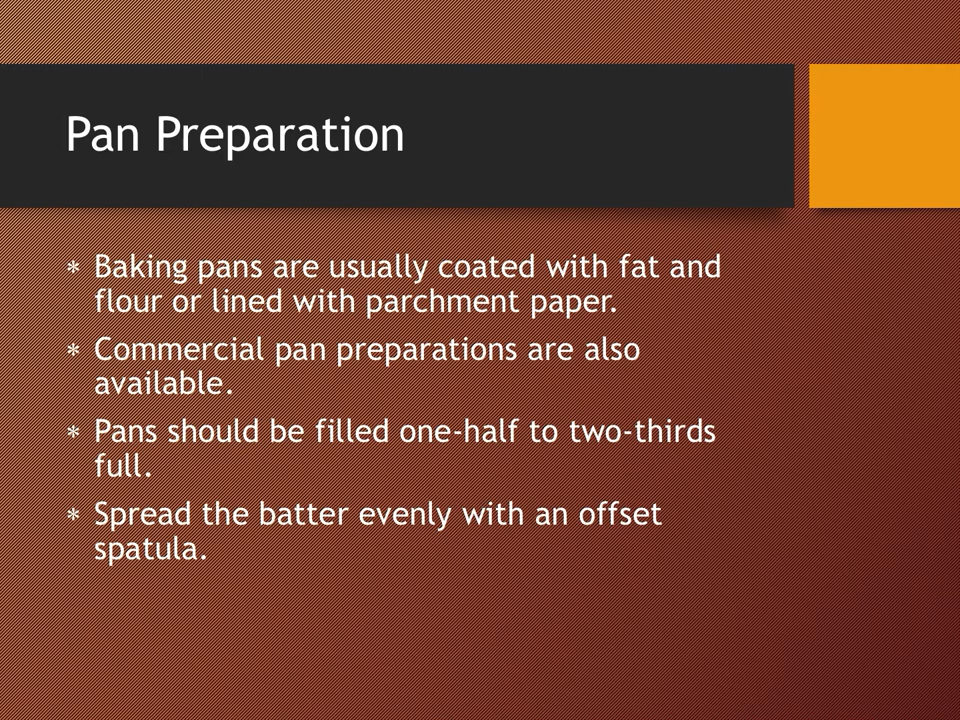 Pan Preparation
* Baking pans are usually coated with fat and
flour or lined with parchment paper.
* Commercial pan preparations are also
available.
* Pans should be filled one-half to two-thirds
full.
* Spread the batter evenly with an offset
spatula.